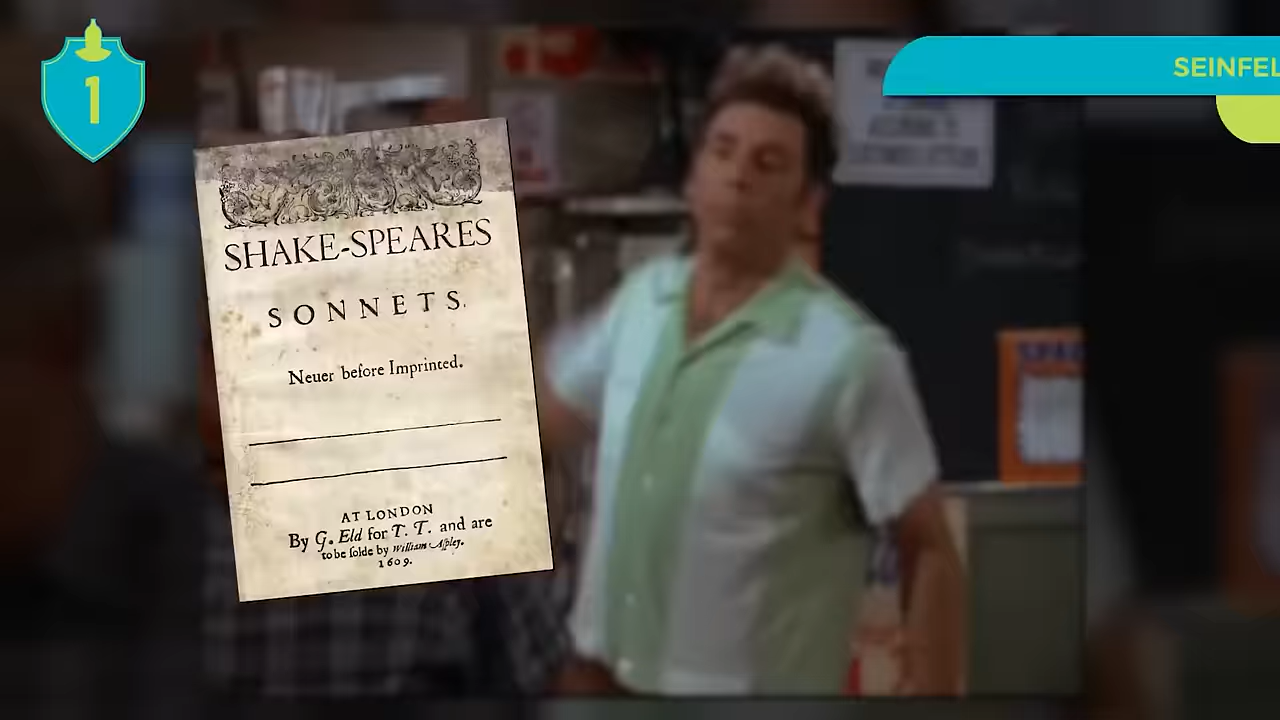 1
SEINFEL
SHAKE-SPEARES
SONNETS.
Neuer before Imprinted.
AT LONDON
By G. Eld for T. T. and are
to be ſolde by William Aſpley.
1609.